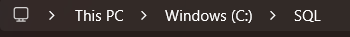 This PC > Windows (C:) > SQL